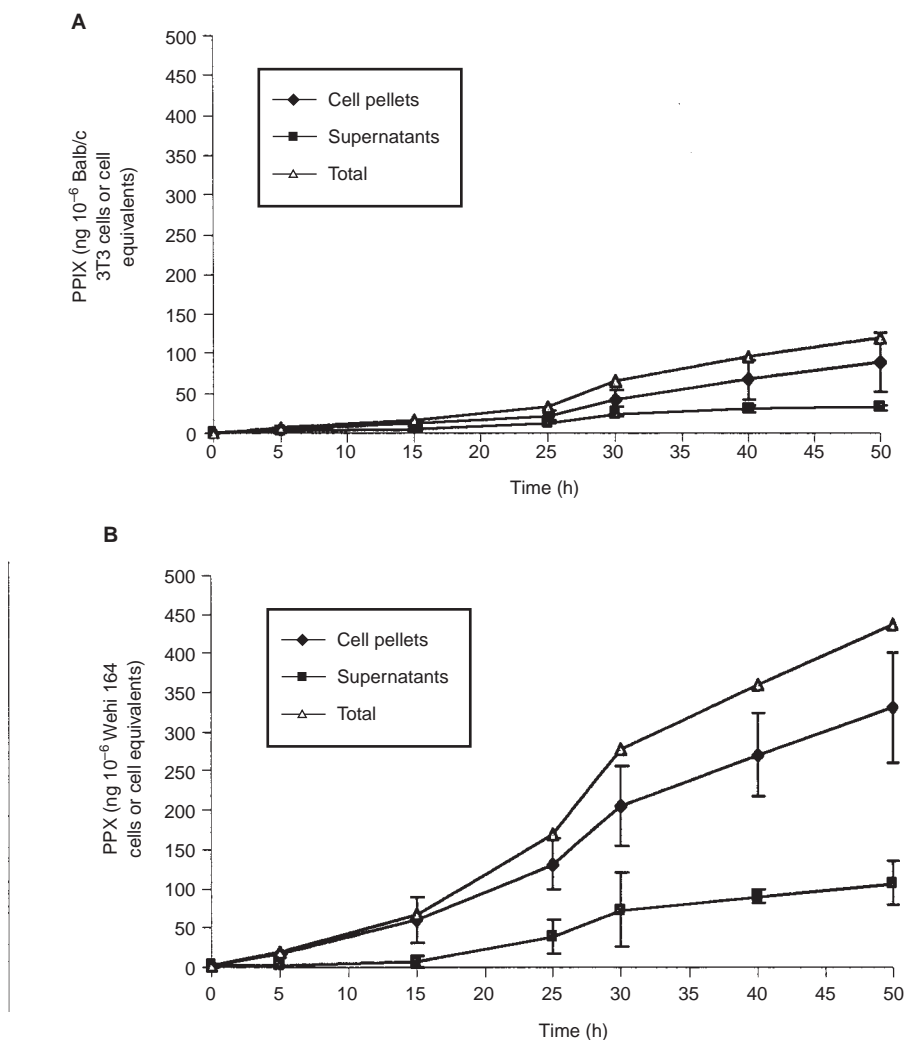 A
PPIX (ng 10⁻⁶ Balb/c
3T3 cells or cell
equivalents)
500
450
400
350
300
250
200
150
100
50
0
Cell pellets
Supernatants
Total
0 5 10 15 20 25 30 35 40 45 50
Time (h)
B
PPX (ng 10⁻⁶ Wehi 164
cells or cell equivalents)
500
450
400
350
300
250
200
150
100
50
0
Cell pellets
Supernatants
Total
0 5 10 15 20 25 30 35 40 45 50
Time (h)